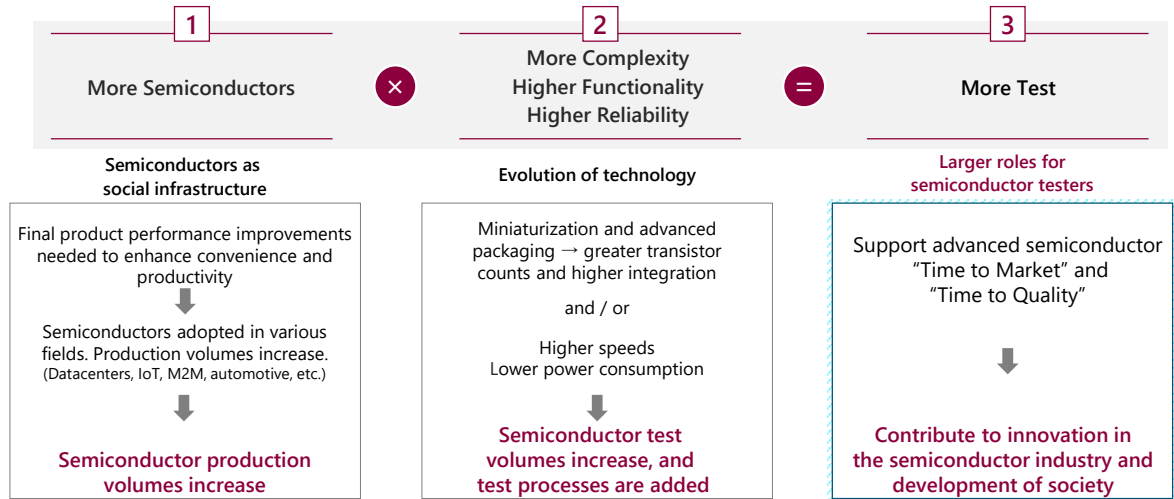 1
More Semiconductors
×
2
More Complexity
Higher Functionality
Higher Reliability
=
3
More Test
Semiconductors as
social infrastructure
Final product performance improvements
needed to enhance convenience and
productivity
Semiconductors adopted in various
fields. Production volumes increase.
(Datacenters, IoT, M2M, automotive, etc.)
Semiconductor production
volumes increase
Evolution of technology
Miniaturization and advanced
packaging → greater transistor
counts and higher integration
and / or
Higher speeds
Lower power consumption
Semiconductor test
volumes increase, and
test processes are added
Larger roles for
semiconductor testers
Support advanced semiconductor
“Time to Market” and
“Time to Quality”
Contribute to innovation in
the semiconductor industry and
development of society